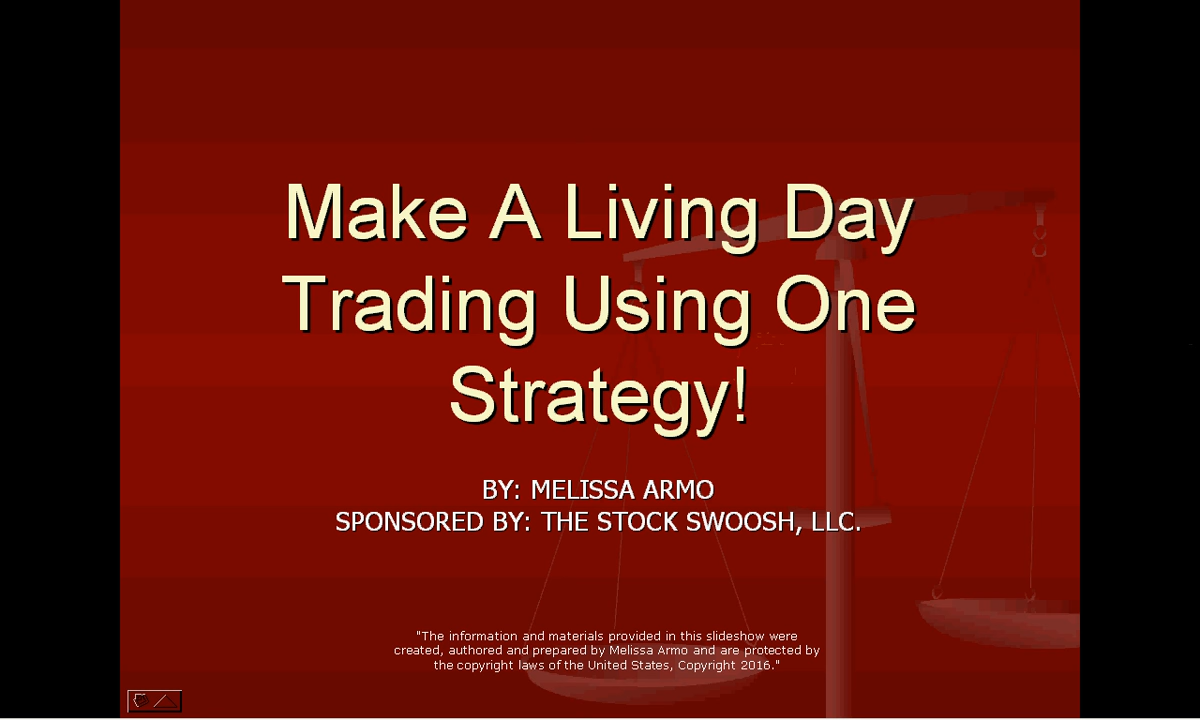 Make A Living Day
Trading Using One
Strategy!
BY: MELISSA ARMO
SPONSORED BY: THE STOCK SWOOSH, LLC.
"The information and materials provided in this slideshow were
created, authored and prepared by Melissa Armo and are protected by
the copyright laws of the United States, Copyright 2016."